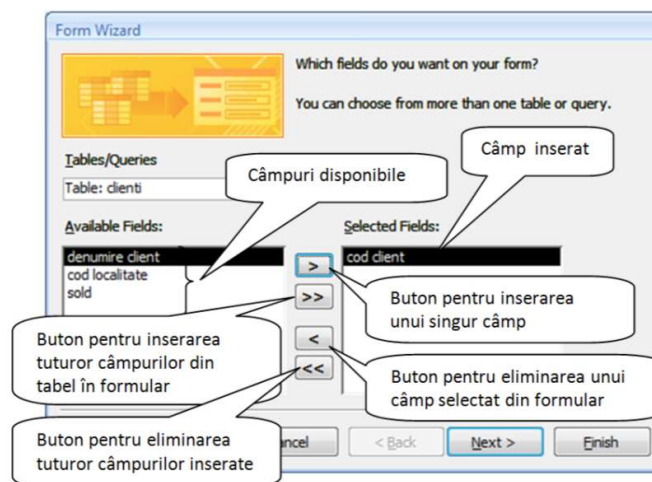 Form Wizard
Which fields do you want on your form?
You can choose from more than one table or query.
Tables/Queries
Table: clienti
Câmpuri disponibile
Câmp inserat
Available Fields:
Selected Fields:
denumire client
cod localitate
sold
cod client
>
>>
<
<<
Buton pentru inserarea
unui singur câmp
Buton pentru inserarea
tuturor câmpurilor din
tabel în formular
Buton pentru eliminarea unui
câmp selectat din formular
Buton pentru eliminarea
tuturor câmpurilor inserate
< Back
Next >
Finish